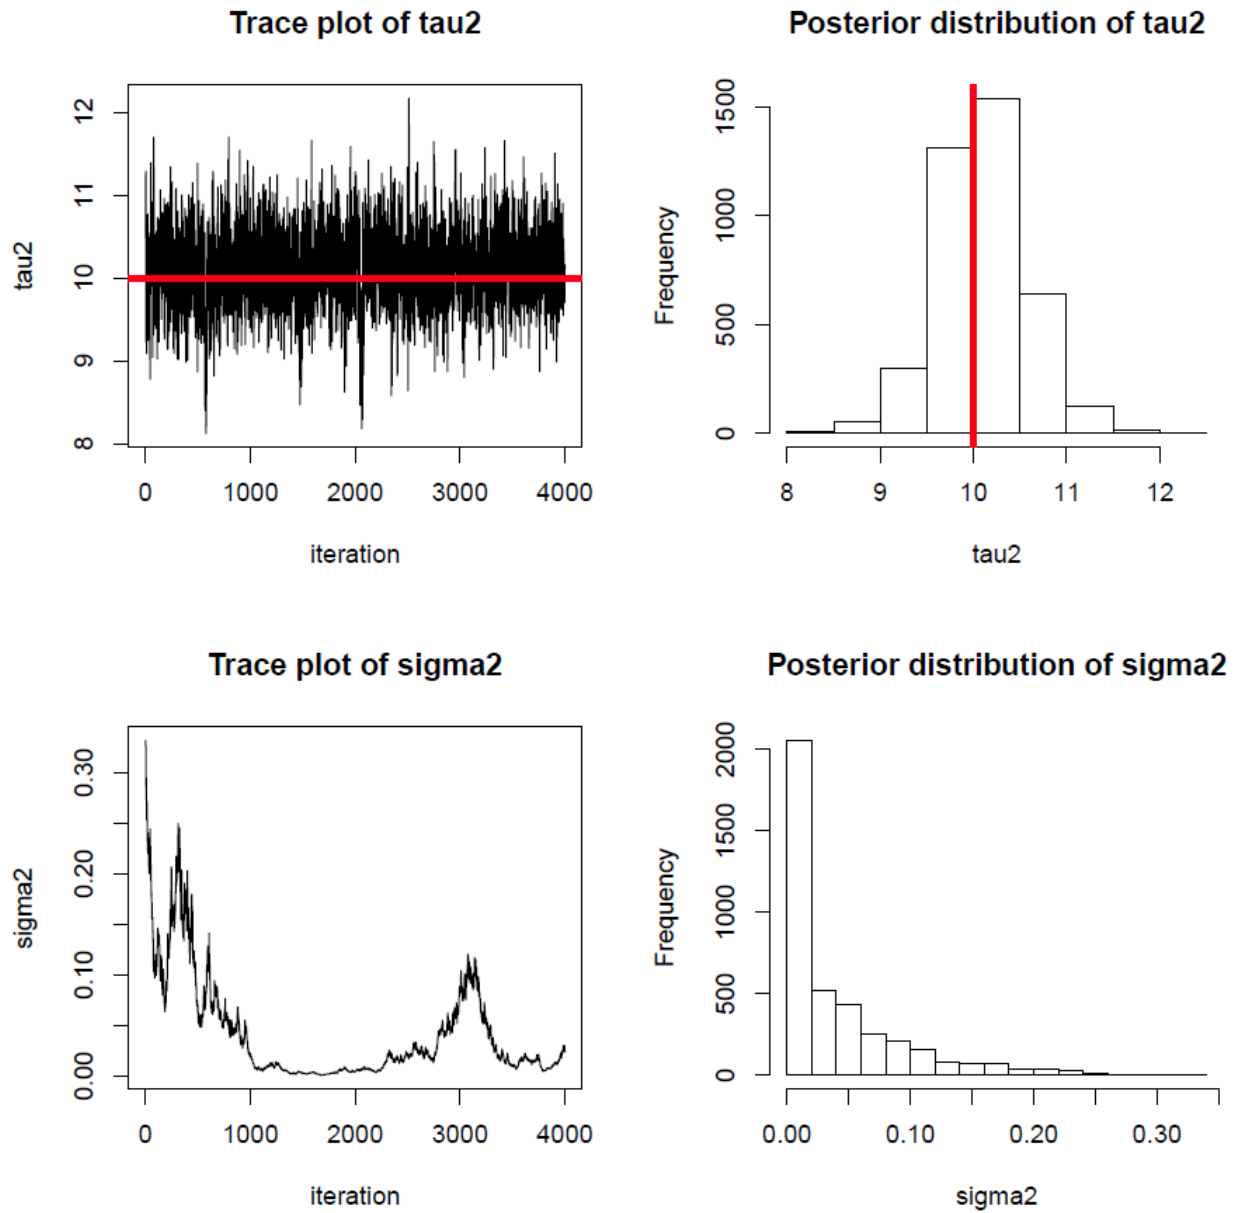 Trace plot of tau2
Posterior distribution of tau2
12
11
10
9
8
tau2
0 1000 2000 3000 4000
iteration
1500
1000
500
0
Frequency
8 9 10 11 12
tau2
Trace plot of sigma2
Posterior distribution of sigma2
0.30
0.20
0.10
0.00
sigma2
0 1000 2000 3000 4000
iteration
2000
1500
1000
500
0
Frequency
0.00 0.10 0.20 0.30
sigma2